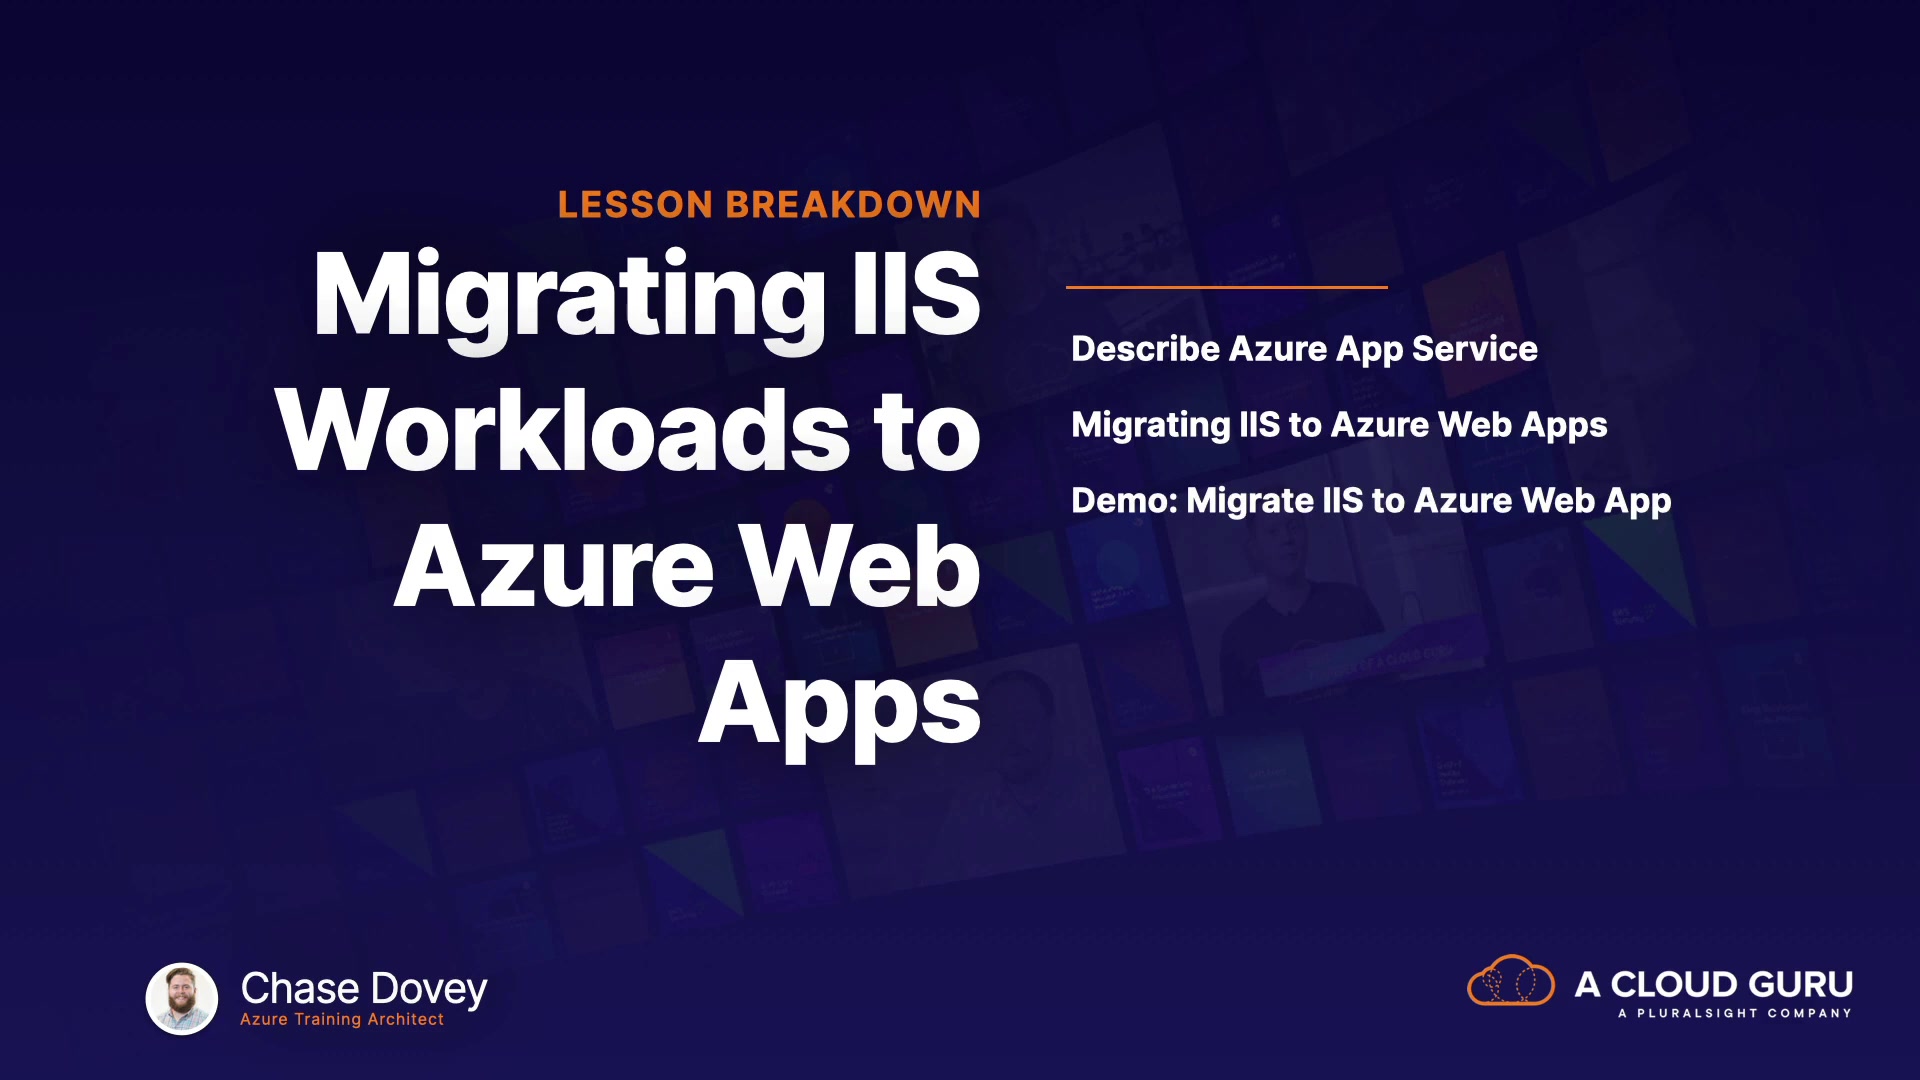 LESSON BREAKDOWN
Migrating IIS
Workloads to
Azure Web
Apps
Describe Azure App Service
Migrating IIS to Azure Web Apps
Demo: Migrate IIS to Azure Web App
Chase Dovey
Azure Training Architect
A CLOUD GURU
A PLURALSIGHT COMPANY